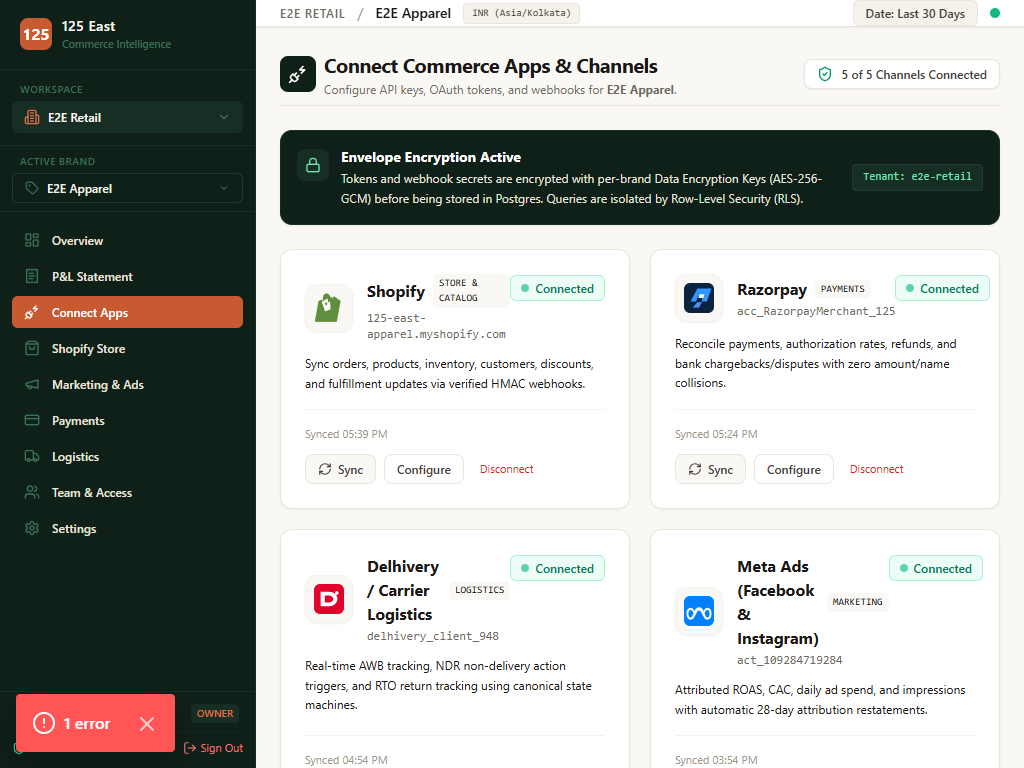 125
125 East
Commerce Intelligence
WORKSPACE
E2E Retail
ACTIVE BRAND
E2E Apparel
Overview
P&L Statement
Connect Apps
Shopify Store
Marketing & Ads
Payments
Logistics
Team & Access
Settings
1 error
OWNER
Sign Out
E2E RETAIL / E2E Apparel INR (Asia/Kolkata)
Date: Last 30 Days
Connect Commerce Apps & Channels
Configure API keys, OAuth tokens, and webhooks for E2E Apparel.
5 of 5 Channels Connected
Envelope Encryption Active
Tokens and webhook secrets are encrypted with per-brand Data Encryption Keys (AES-256-
GCM) before being stored in Postgres. Queries are isolated by Row-Level Security (RLS).
Tenant: e2e-retail
Shopify
STORE &
CATALOG
Connected
125-east-
apparel.myshopify.com
Sync orders, products, inventory, customers, discounts,
and fulfillment updates via verified HMAC webhooks.
Synced 05:39 PM
Sync Configure Disconnect
Razorpay PAYMENTS
Connected
acc_RazorpayMerchant_125
Reconcile payments, authorization rates, refunds, and
bank chargebacks/disputes with zero amount/name
collisions.
Synced 05:24 PM
Sync Configure Disconnect
Delhivery
/ Carrier
Logistics
LOGISTICS
Connected
delhivery_client_948
Real-time AWB tracking, NDR non-delivery action
triggers, and RTO return tracking using canonical state
machines.
Synced 04:54 PM
Meta Ads
(Facebook
&
Instagram)
MARKETING
Connected
act_109284719284
Attributed ROAS, CAC, daily ad spend, and impressions
with automatic 28-day attribution restatements.
Synced 03:54 PM